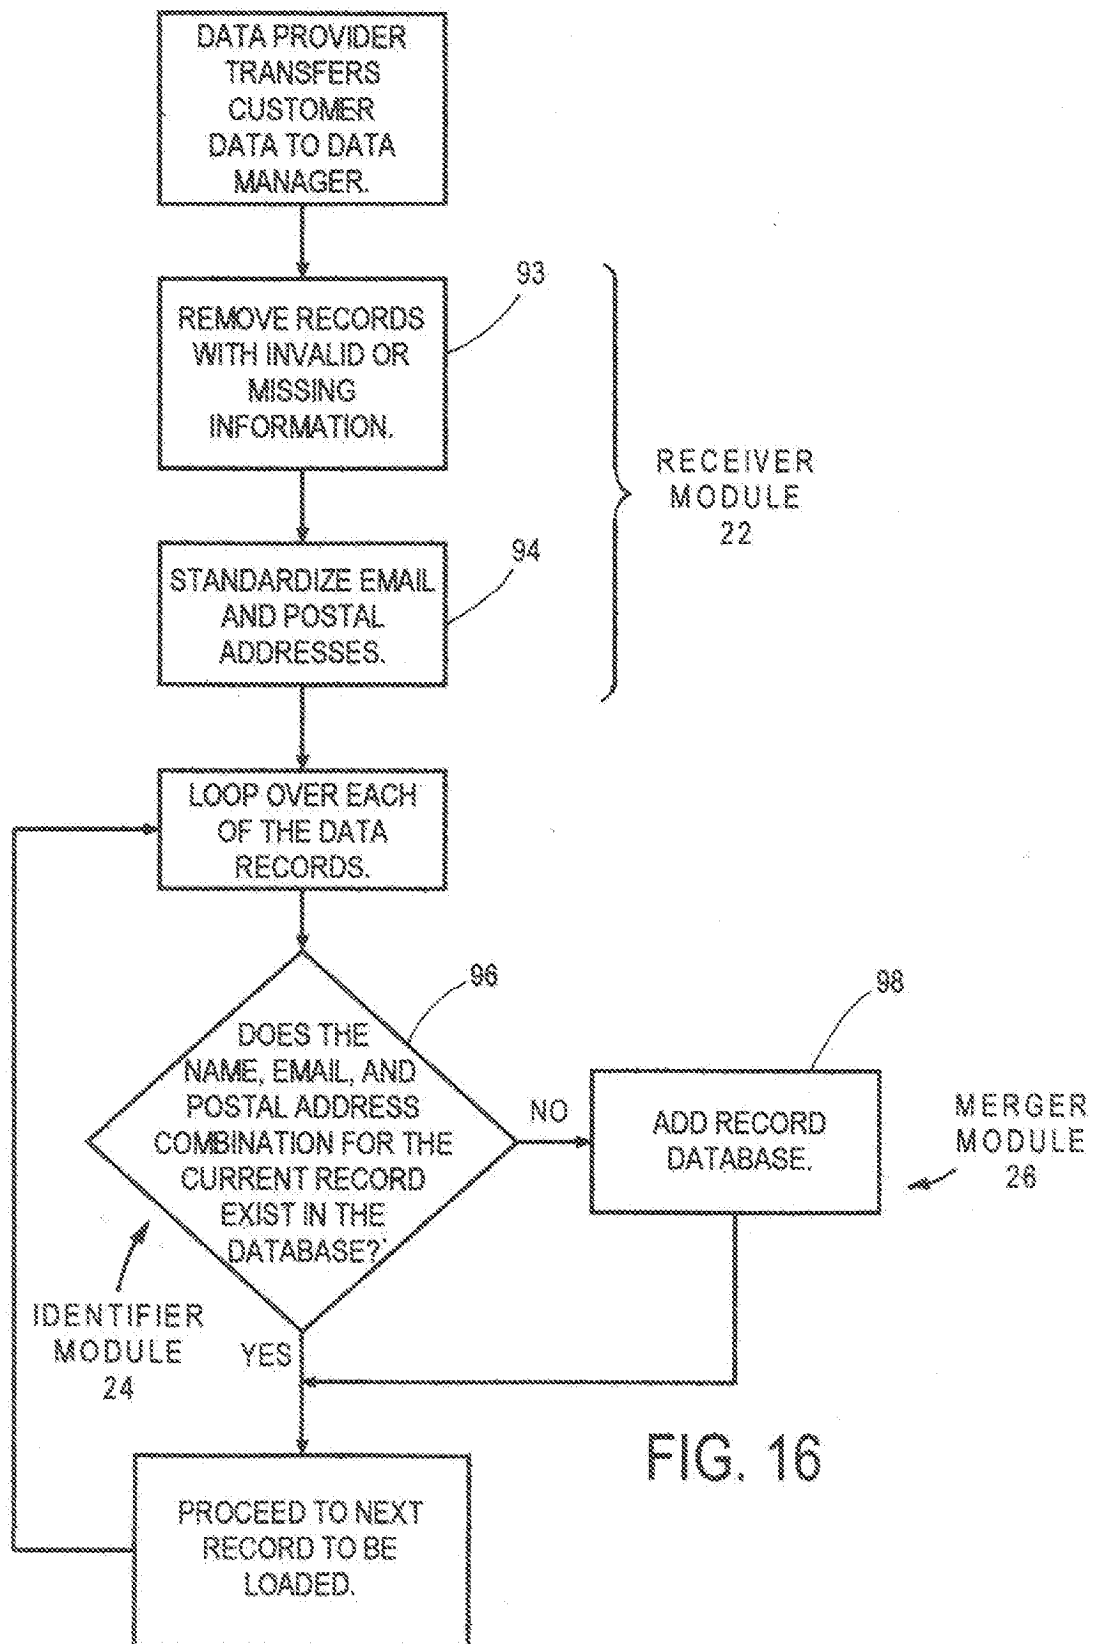 DATA PROVIDER
TRANSFERS
CUSTOMER
DATA TO DATA
MANAGER.
93
REMOVE RECORDS
WITH INVALID OR
MISSING
INFORMATION.
RECEIVER
MODULE
22
94
STANDARDIZE EMAIL
AND POSTAL
ADDRESSES.
LOOP OVER EACH
OF THE DATA
RECORDS.
96
DOES THE
NAME, EMAIL, AND
POSTAL ADDRESS
COMBINATION FOR THE
CURRENT RECORD
EXIST IN THE
DATABASE?
NO
98
ADD RECORD
DATABASE.
MERGER
MODULE
26
IDENTIFIER
MODULE
24
YES
FIG. 16
PROCEED TO NEXT
RECORD TO BE
LOADED.